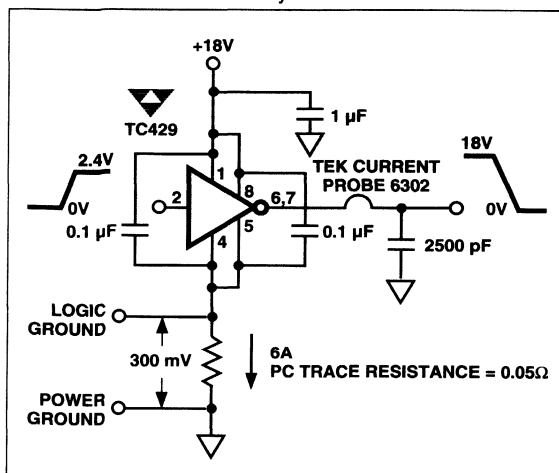 +18V
1 µF
TC429
2.4V
0V
0.1 µF
2
1
8
6,7
4
5
0.1 µF
TEK CURRENT
PROBE 6302
18V
0V
2500 pF
LOGIC
GROUND
300 mV
6A
PC TRACE RESISTANCE = 0.05Ω
POWER
GROUND